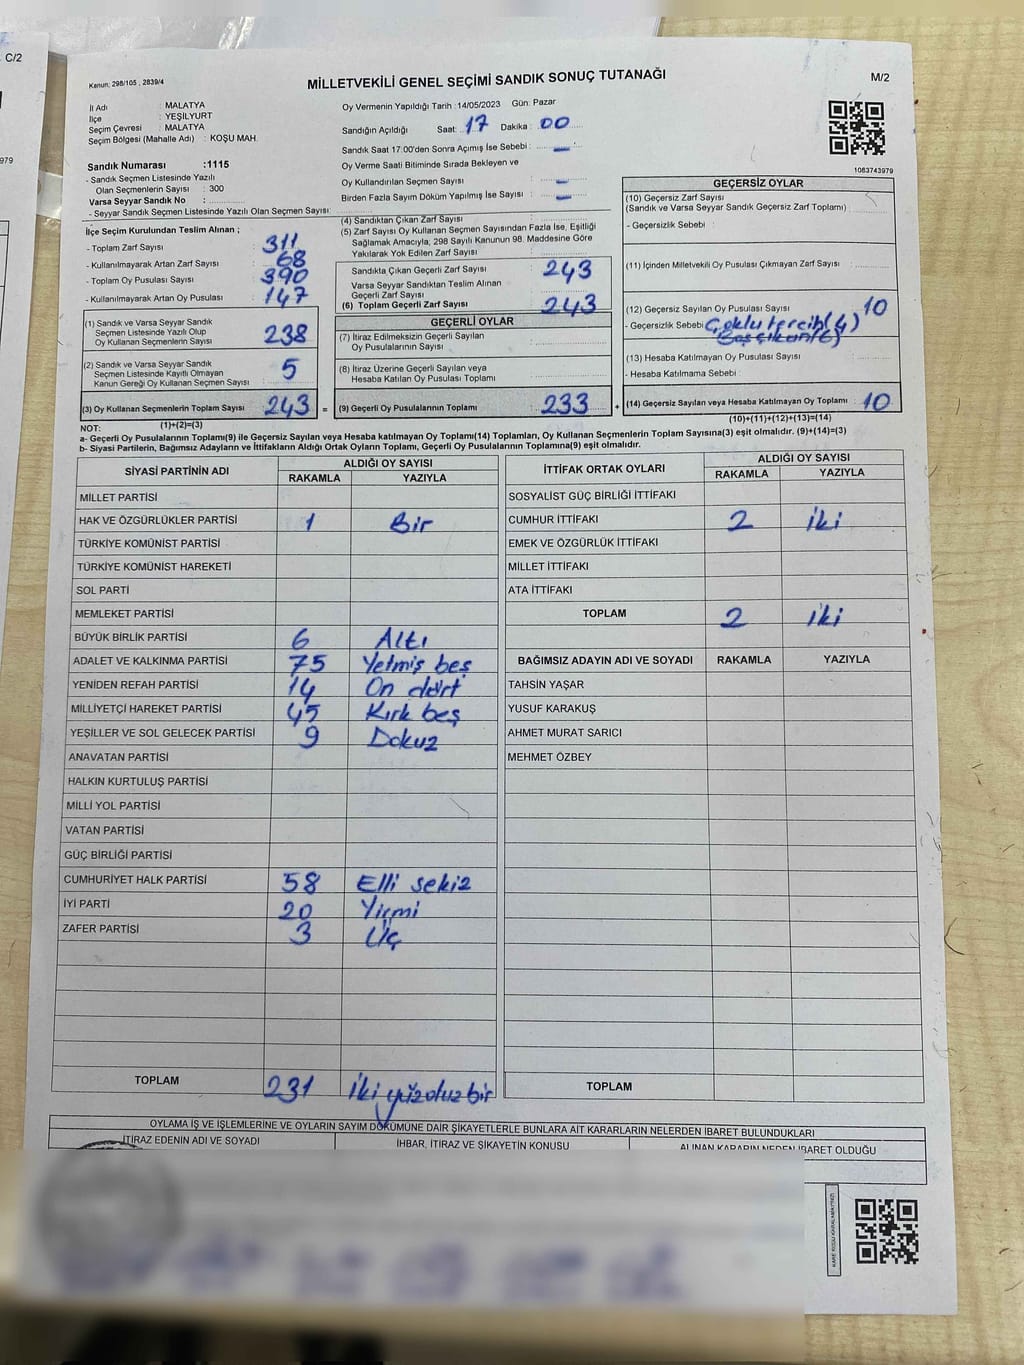 C/2
979
Kanun: 298/105 , 2839/4
MİLLETVEKİLİ GENEL SEÇİMİ SANDIK SONUÇ TUTANAĞI
M/2
İl Adı : MALATYA
İlçe : YEŞİLYURT
Seçim Çevresi : MALATYA
Seçim Bölgesi (Mahalle Adı) : KOŞU MAH.
Sandık Numarası :1115
- Sandık Seçmen Listesinde Yazılı
Olan Seçmenlerin Sayısı : 300
Varsa Seyyar Sandık No :
- Seyyar Sandık Seçmen Listesinde Yazılı Olan Seçmen Sayısı:
Oy Vermenin Yapıldığı Tarih :14/05/2023 Gün: Pazar
Sandığın Açıldığı Saat: 17 Dakika : 00
Sandık Saat 17:00'den Sonra Açımış İse Sebebi : –
Oy Verme Saati Bitiminde Sırada Bekleyen ve
Oy Kullandırılan Seçmen Sayısı : –
Birden Fazla Sayım Döküm Yapılmış İse Sayısı : –
1083743979
İlçe Seçim Kurulundan Teslim Alınan ;
- Toplam Zarf Sayısı : 311
- Kullanılmayarak Artan Zarf Sayısı : 68
- Toplam Oy Pusulası Sayısı : 390
- Kullanılmayarak Artan Oy Pusulası : 147
(1) Sandık ve Varsa Seyyar Sandık
Seçmen Listesinde Yazılı Olup
Oy Kullanan Seçmenlerin Sayısı : 238
(2) Sandık ve Varsa Seyyar Sandık
Seçmen Listesinde Kayıtlı Olmayan
Kanun Gereği Oy Kullanan Seçmen Sayısı : 5
(3) Oy Kullanan Seçmenlerin Toplam Sayısı : 243 =
(1)+(2)=(3)
(4) Sandıktan Çıkan Zarf Sayısı :
(5) Zarf Sayısı Oy Kullanan Seçmen Sayısından Fazla İse, Eşitliği
Sağlamak Amacıyla; 298 Sayılı Kanunun 98. Maddesine Göre
Yakılarak Yok Edilen Zarf Sayısı :
Sandıkta Çıkan Geçerli Zarf Sayısı : 243
Varsa Seyyar Sandıktan Teslim Alınan
Geçerli Zarf Sayısı :
(6) Toplam Geçerli Zarf Sayısı : 243
GEÇERLİ OYLAR
(7) İtiraz Edilmeksizin Geçerli Sayılan
Oy Pusulalarının Sayısı :
(8) İtiraz Üzerine Geçerli Sayılan veya
Hesaba Katılan Oy Pusulası Toplamı :
(9) Geçerli Oy Pusulalarının Toplamı : 233 +
GEÇERSİZ OYLAR
(10) Geçersiz Zarf Sayısı
(Sandık ve Varsa Seyyar Sandık Geçersiz Zarf Toplamı) :
- Geçersizlik Sebebi :
(11) İçinden Milletvekili Oy Pusulası Çıkmayan Zarf Sayısı :
(12) Geçersiz Sayılan Oy Pusulası Sayısı : 10
- Geçersizlik Sebebi : Çoklu tercih(4)
Boş çıkan(6)
(13) Hesaba Katılmayan Oy Pusulası Sayısı :
- Hesaba Katılmama Sebebi :
(14) Geçersiz Sayılan veya Hesaba Katılmayan Oy Pusulası Toplamı : 10
(10)+(11)+(12)+(13)=(14)
NOT:
a- Geçerli Oy Pusulalarının Toplamı(9) ile Geçersiz Sayılan veya Hesaba katılmayan Oy Toplamı(14) Toplamları, Oy Kullanan Seçmenlerin Toplam Sayısına(3) eşit olmalıdır. (9)+(14)=(3)
b- Siyasi Partilerin, Bağımsız Adayların ve İttifakların Aldığı Ortak Oyların Toplamı, Geçerli Oy Pusulalarının Toplamına(9) eşit olmalıdır.
SİYASİ PARTİNİN ADI ALDIĞI OY SAYISI
RAKAMLA YAZIYLA
MİLLET PARTİSİ
HAK VE ÖZGÜRLÜKLER PARTİSİ 1 Bir
TÜRKİYE KOMÜNİST PARTİSİ
TÜRKİYE KOMÜNİST HAREKETİ
SOL PARTİ
MEMLEKET PARTİSİ
BÜYÜK BİRLİK PARTİSİ 6 Altı
ADALET VE KALKINMA PARTİSİ 75 Yetmiş beş
YENİDEN REFAH PARTİSİ 14 On dört
MİLLİYETÇİ HAREKET PARTİSİ 45 Kırk beş
YEŞİLLER VE SOL GELECEK PARTİSİ 9 Dokuz
ANAVATAN PARTİSİ
HALKIN KURTULUŞ PARTİSİ
MİLLİ YOL PARTİSİ
VATAN PARTİSİ
GÜÇ BİRLİĞİ PARTİSİ
CUMHURİYET HALK PARTİSİ 58 Elli sekiz
İYİ PARTİ 20 Yirmi
ZAFER PARTİSİ 3 Üç
TOPLAM 231 İki yüz otuz bir
İTTİFAK ORTAK OYLARI ALDIĞI OY SAYISI
RAKAMLA YAZIYLA
SOSYALİST GÜÇ BİRLİĞİ İTTİFAKI
CUMHUR İTTİFAKI 2 İki
EMEK VE ÖZGÜRLÜK İTTİFAKI
MİLLET İTTİFAKI
ATA İTTİFAKI
TOPLAM 2 İki
BAĞIMSIZ ADAYIN ADI VE SOYADI RAKAMLA YAZIYLA
TAHSİN YAŞAR
YUSUF KARAKUŞ
AHMET MURAT SARICI
MEHMET ÖZBEY
TOPLAM
OYLAMA İŞ VE İŞLEMLERİNE VE OYLARIN SAYIM DÖKÜMÜNE DAİR ŞİKAYETLERLE BUNLARA AİT KARARLARIN NELERDEN İBARET BULUNDUKLARI
İTİRAZ EDENİN ADI VE SOYADI İHBAR, İTİRAZ VE ŞİKAYETİN KONUSU ALINAN KARARIN NEDEN İBARET OLDUĞU